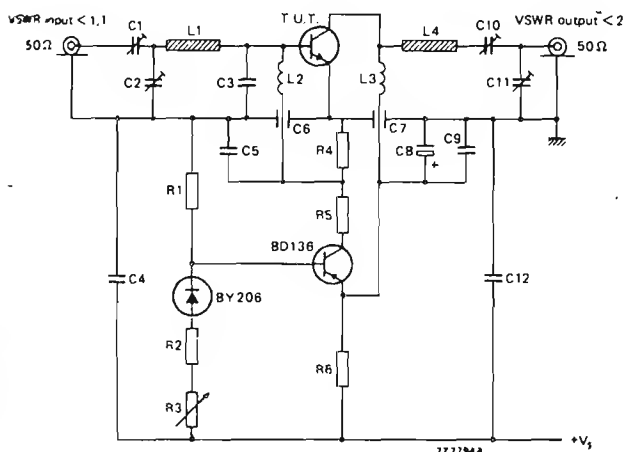 VSWR input < 1,1
50Ω
C1
L1
T.U.T.
L4
C10
VSWR output < 2
50Ω
C2
C3
L2
L3
C11
C6
C7
C5
R4
C8
+
C9
R1
R5
BD136
C4
BY206
C12
R2
R6
R3
+Vs